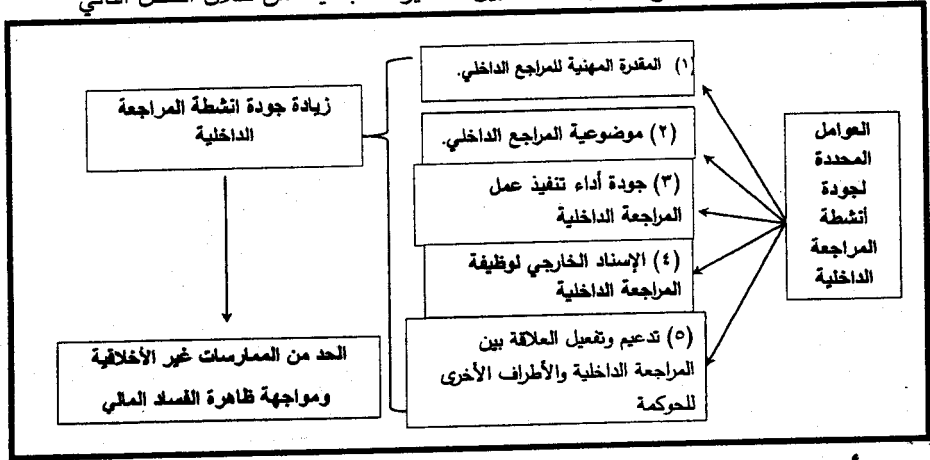 العوامل
المحددة
لجودة
أنشطة
المراجعة
الداخلية
(١) المقدرة المهنية للمراجع الداخلي.
(٢) موضوعية المراجع الداخلي.
(٣) جودة أداء تنفيذ عمل
المراجعة الداخلية
(٤) الإسناد الخارجي لوظيفة
المراجعة الداخلية
(٥) تدعيم وتفعيل العلاقة بين
المراجعة الداخلية والأطراف الأخرى
للحوكمة
زيادة جودة انشطة المراجعة
الداخلية
الحد من الممارسات غير الأخلاقية
ومواجهة ظاهرة الفساد المالي